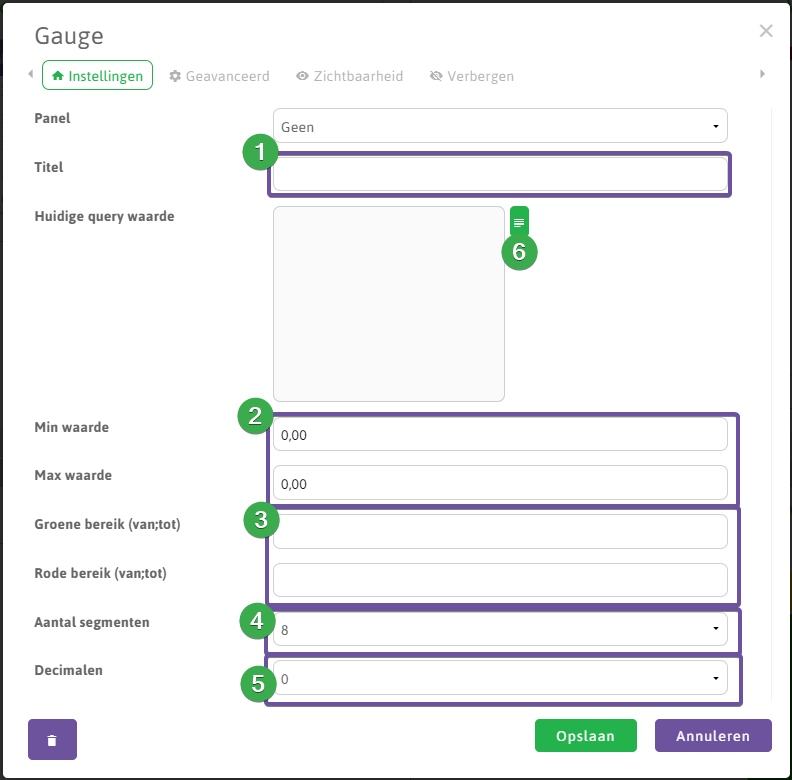 Gauge
Instellingen Geavanceerd Zichtbaarheid Verbergen
Panel Geen
1
Titel
Huidige query waarde
6
2
Min waarde 0,00
Max waarde 0,00
3
Groene bereik (van;tot)
Rode bereik (van;tot)
4
Aantal segmenten 8
Decimalen 0
5
Opslaan Annuleren